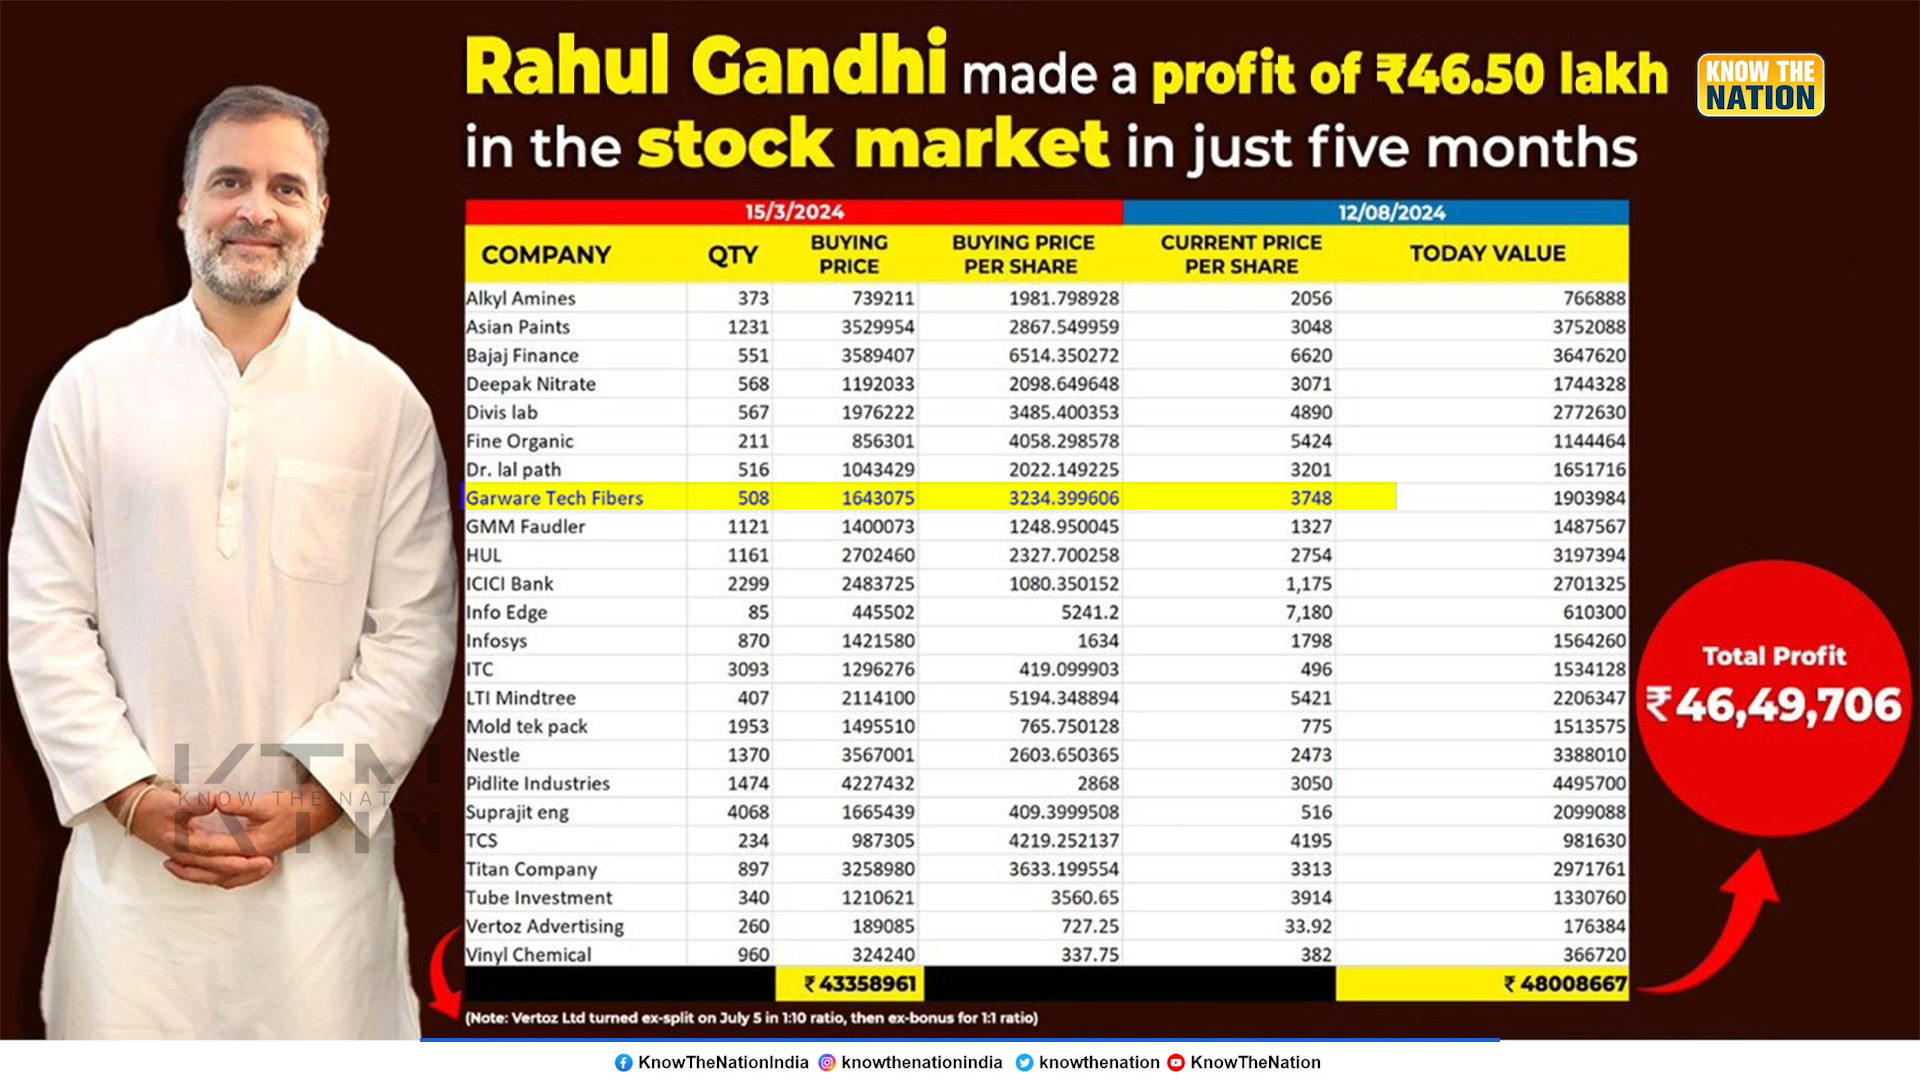 Rahul Gandhi made a profit of ₹46.50 lakh
in the stock market in just five months
KNOW THE
NATION
15/3/2024 12/08/2024
COMPANY QTY BUYING PRICE BUYING PRICE PER SHARE CURRENT PRICE PER SHARE TODAY VALUE
Alkyl Amines 373 739211 1981.798928 2056 766888
Asian Paints 1231 3529954 2867.549959 3048 3752088
Bajaj Finance 551 3589407 6514.350272 6620 3647620
Deepak Nitrate 568 1192033 2098.649648 3071 1744328
Divis lab 567 1976222 3485.400353 4890 2772630
Fine Organic 211 856301 4058.298578 5424 1144464
Dr. lal path 516 1043429 2022.149225 3201 1651716
Garware Tech Fibers 508 1643075 3234.399606 3748 1903984
GMM Faudler 1121 1400073 1248.950045 1327 1487567
HUL 1161 2702460 2327.700258 2754 3197394
ICICI Bank 2299 2483725 1080.350152 1,175 2701325
Info Edge 85 445502 5241.2 7,180 610300
Infosys 870 1421580 1634 1798 1564260
ITC 3093 1296276 419.099903 496 1534128
LTI Mindtree 407 2114100 5194.348894 5421 2206347
Mold tek pack 1953 1495510 765.750128 775 1513575
Nestle 1370 3567001 2603.650365 2473 3388010
Pidlite Industries 1474 4227432 2868 3050 4495700
Suprajit eng 4068 1665439 409.3999508 516 2099088
TCS 234 987305 4219.252137 4195 981630
Titan Company 897 3258980 3633.199554 3313 2971761
Tube Investment 340 1210621 3560.65 3914 1330760
Vertoz Advertising 260 189085 727.25 33.92 176384
Vinyl Chemical 960 324240 337.75 382 366720
₹ 43358961 ₹ 48008667
(Note: Vertoz Ltd turned ex-split on July 5 in 1:10 ratio, then ex-bonus for 1:1 ratio)
Total Profit
₹46,49,706
KTN
KNOW THE NAT
KnowTheNationIndia knowthenationindia knowthenation KnowTheNation